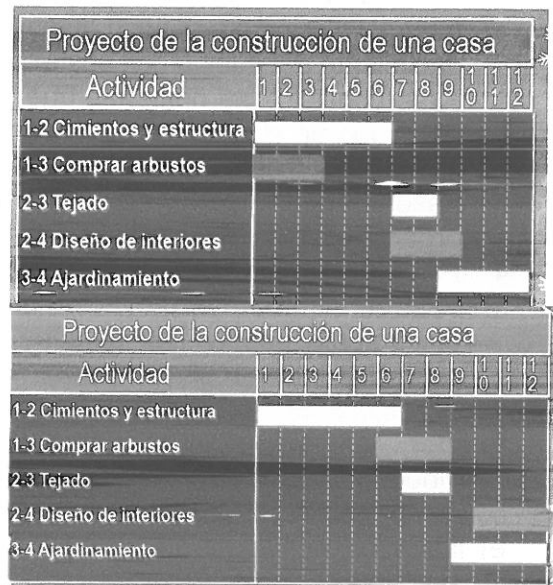 Proyecto de la construcción de una casa
Actividad 1 2 3 4 5 6 7 8 9 10 11 12
1-2 Cimientos y estructura
1-3 Comprar arbustos
2-3 Tejado
2-4 Diseño de interiores
3-4 Ajardinamiento
Proyecto de la construcción de una casa
Actividad 1 2 3 4 5 6 7 8 9 10 11 12
1-2 Cimientos y estructura
1-3 Comprar arbustos
2-3 Tejado
2-4 Diseño de interiores
3-4 Ajardinamiento